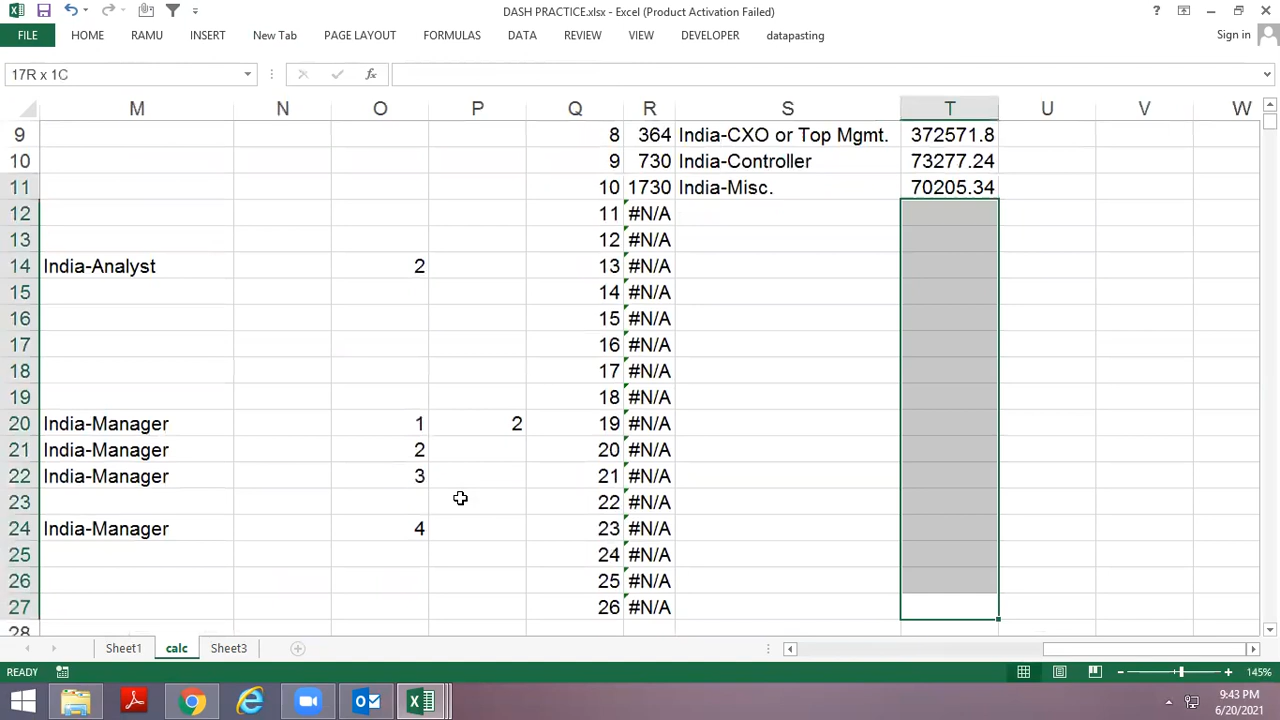 DASH PRACTICE.xlsx - Excel (Product Activation Failed)
FILE HOME RAMU INSERT New Tab PAGE LAYOUT FORMULAS DATA REVIEW VIEW DEVELOPER datapasting Sign in
17R x 1C fx
M N O P Q R S T U V W
9 8 364 India-CXO or Top Mgmt. 372571.8
10 9 730 India-Controller 73277.24
11 10 1730 India-Misc. 70205.34
12 11 #N/A
13 12 #N/A
14 India-Analyst 2 13 #N/A
15 14 #N/A
16 15 #N/A
17 16 #N/A
18 17 #N/A
19 18 #N/A
20 India-Manager 1 2 19 #N/A
21 India-Manager 2 20 #N/A
22 India-Manager 3 21 #N/A
23 22 #N/A
24 India-Manager 4 23 #N/A
25 24 #N/A
26 25 #N/A
27 26 #N/A
28
Sheet1 calc Sheet3
READY 145%
9:43 PM
6/20/2021